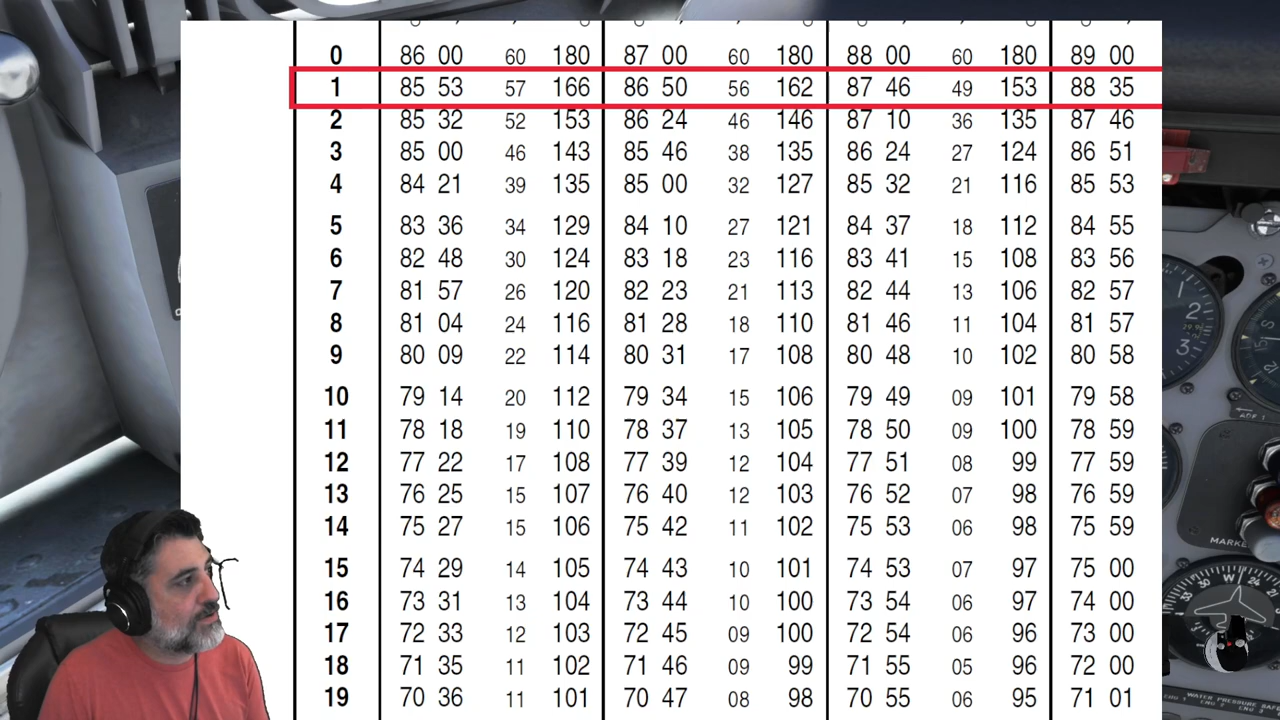 0 86 00 60 180 87 00 60 180 88 00 60 180 89 00
1 85 53 57 166 86 50 56 162 87 46 49 153 88 35
2 85 32 52 153 86 24 46 146 87 10 36 135 87 46
3 85 00 46 143 85 46 38 135 86 24 27 124 86 51
4 84 21 39 135 85 00 32 127 85 32 21 116 85 53
5 83 36 34 129 84 10 27 121 84 37 18 112 84 55
6 82 48 30 124 83 18 23 116 83 41 15 108 83 56
7 81 57 26 120 82 23 21 113 82 44 13 106 82 57
8 81 04 24 116 81 28 18 110 81 46 11 104 81 57
9 80 09 22 114 80 31 17 108 80 48 10 102 80 58
10 79 14 20 112 79 34 15 106 79 49 09 101 79 58
11 78 18 19 110 78 37 13 105 78 50 09 100 78 59
12 77 22 17 108 77 39 12 104 77 51 08 99 77 59
13 76 25 15 107 76 40 12 103 76 52 07 98 76 59
14 75 27 15 106 75 42 11 102 75 53 06 98 75 59
15 74 29 14 105 74 43 10 101 74 53 07 97 75 00
16 73 31 13 104 73 44 10 100 73 54 06 97 74 00
17 72 33 12 103 72 45 09 100 72 54 06 96 73 00
18 71 35 11 102 71 46 09 99 71 55 05 96 72 00
19 70 36 11 101 70 47 08 98 70 55 06 95 71 01
1
2
3
ADF 1
MARKE
33 W 24